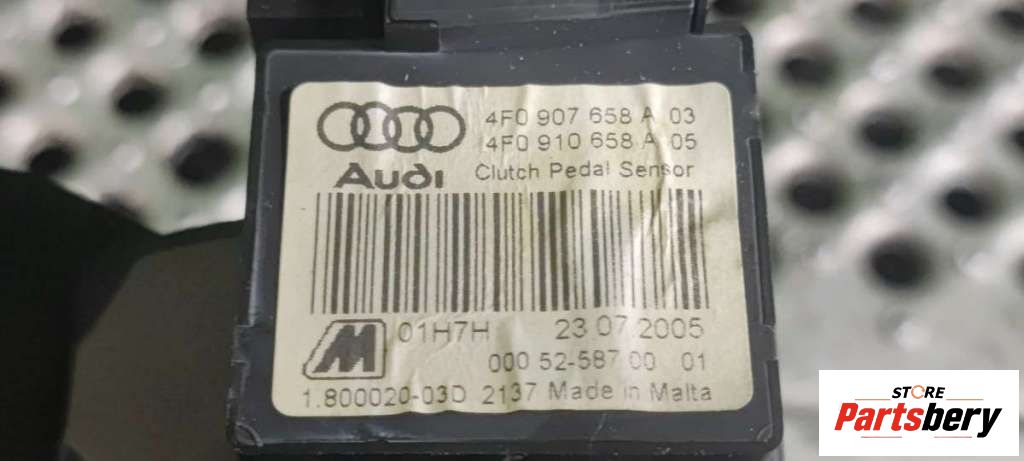 4F0 907 658 A 03
4F0 910 658 A 05
Audi Clutch Pedal Sensor
M 01H7H 23.07.2005
000 52-587 00 01
1.800020-03D 2137 Made in Malta
STORE
Partsbery